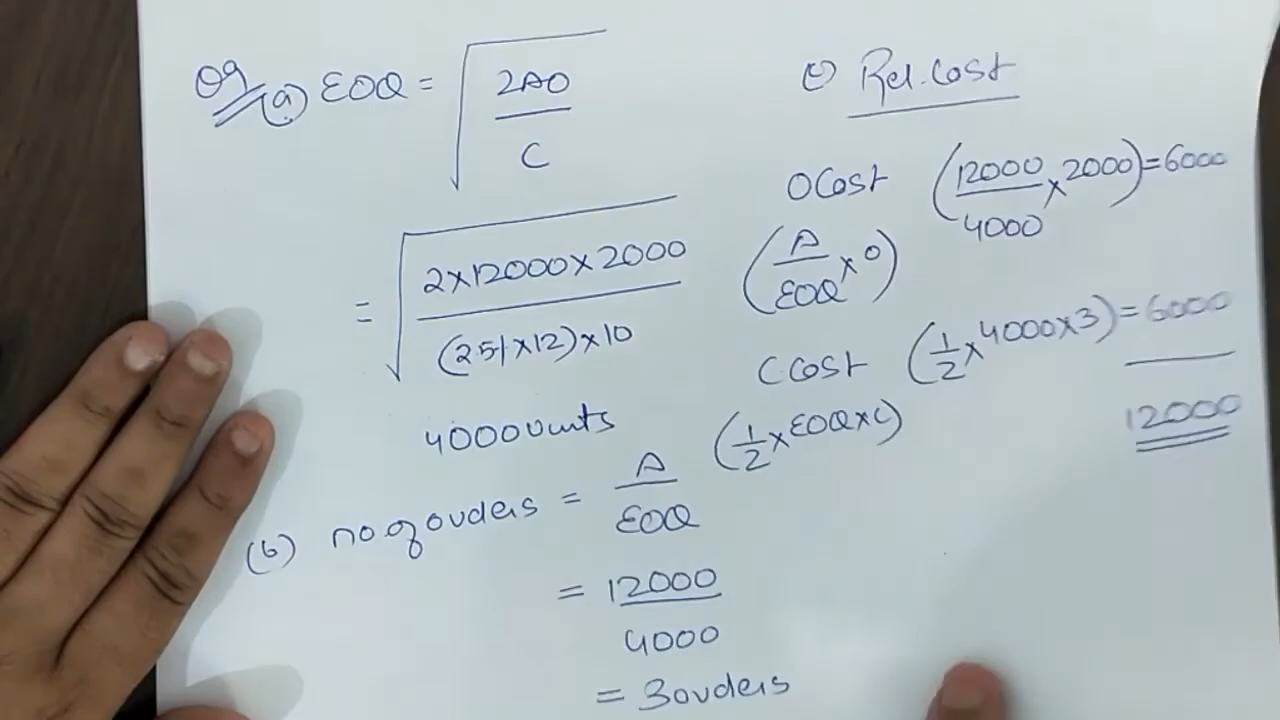 Q9 (a) EOQ = √ 2AO
C
= √ 2×12000×2000
(25%×12)×10
4000 units
(b) no of orders = A
EOQ
= 12000
4000
= 3 orders
(c) Rel. Cost
O Cost (12000 × 2000) = 6000
4000
(A × O)
EOQ
C. Cost (1/2 × 4000 × 3) = 6000
(1/2 × EOQ × C)
12000